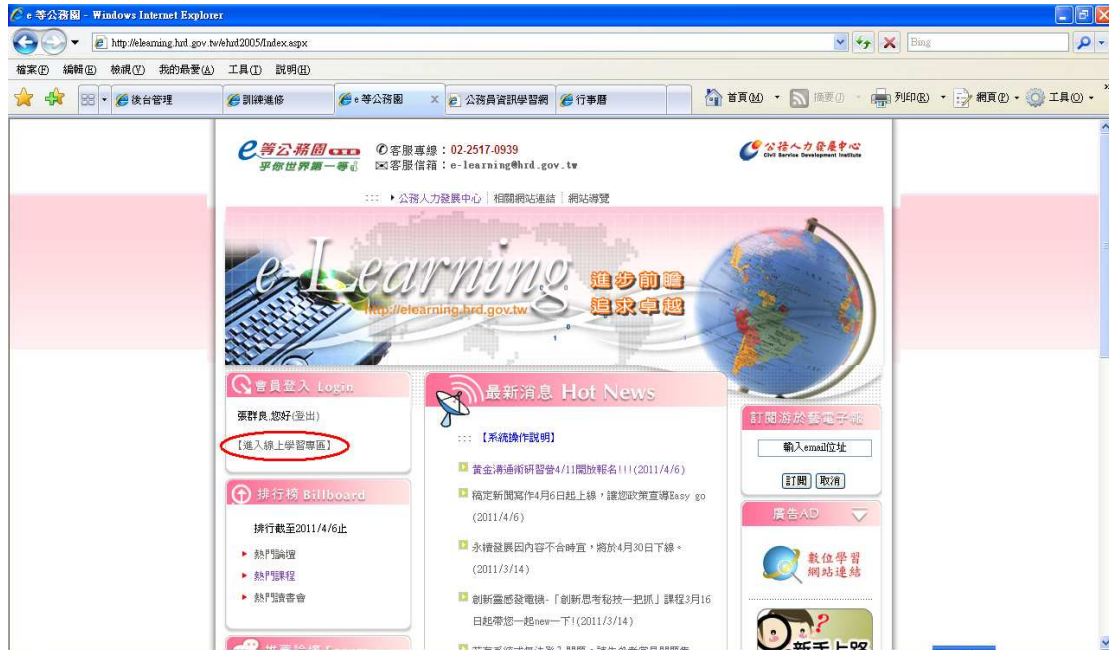 e 等公務園 - Windows Internet Explorer
http://elearning.hrd.gov.tw/ehrd2005/Index.aspx
Bing
檔案(F) 編輯(E) 檢視(V) 我的最愛(A) 工具(T) 說明(H)
後台管理
訓練進修
e 等公務園
公務員資訊學習網
行事曆
首頁(M)
摘要(J)
列印(R)
網頁(P)
工具(O)
e等公務園
乎你世界第一等
客服專線：02-2517-0939
客服信箱：e-learning@hrd.gov.tw
公務人力發展中心
Civil Service Development Institute
::: 公務人力發展中心 | 相關網站連結 | 網站導覽
e-Learning
http://elearning.hrd.gov.tw
進步前瞻
追求卓越
會員登入 Login
張群良,您好(登出)
【進入線上學習專區】
排行榜 Billboard
排行截至2011/4/6止
熱門論壇
熱門課程
熱門讀書會
最新消息 Hot News
::: 【系統操作說明】
黃金溝通術研習營4/11開放報名!!!(2011/4/6)
稿定新聞寫作4月6日起上線，讓您政策宣導Easy go
(2011/4/6)
永續發展因內容不合時宜，將於4月30日下線。
(2011/3/14)
創新靈感發電機-「創新思考秘技一把抓」課程3月16
日起帶您一起new一下!(2011/3/14)
訂閱游於藝電子報
輸入email位址
訂閱 取消
廣告AD
數位學習
網站連結
新手上路